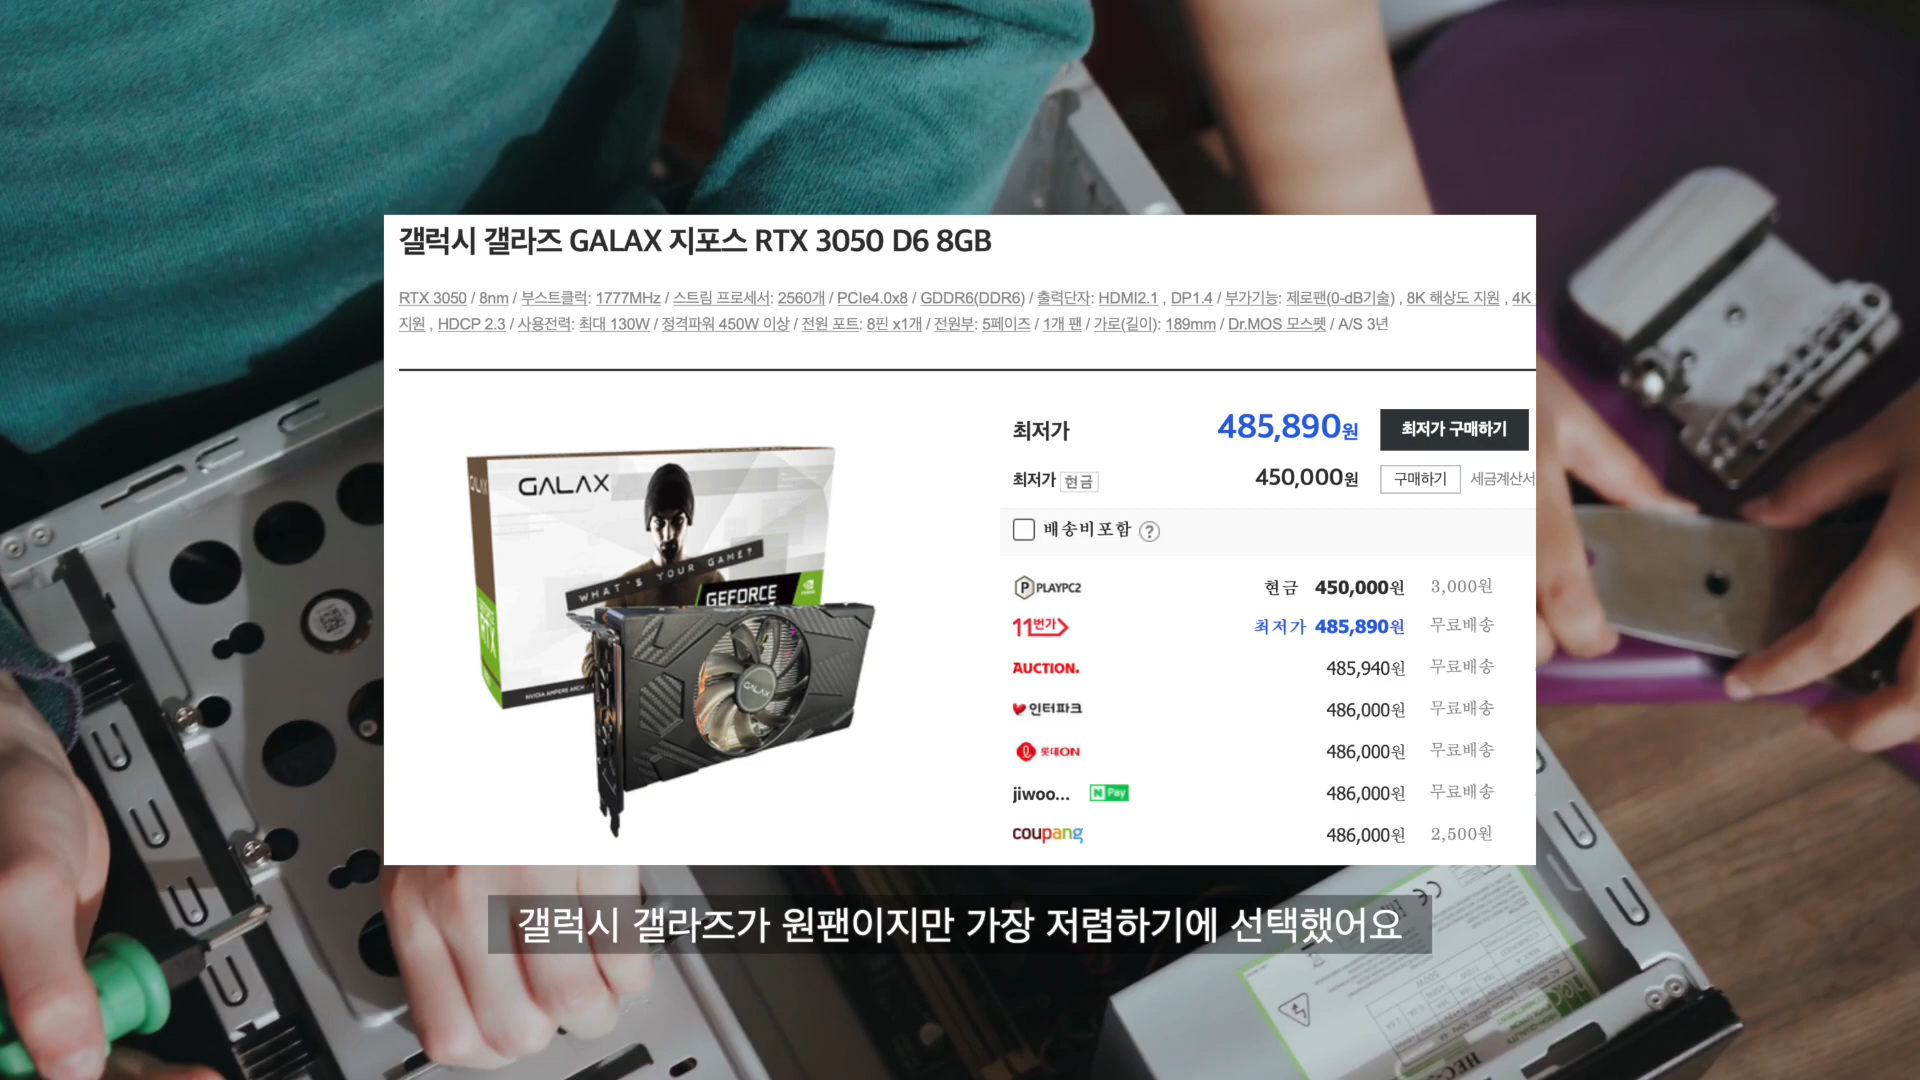 갤럭시 갤라즈 GALAX 지포스 RTX 3050 D6 8GB
RTX 3050 / 8nm / 부스트클럭: 1777MHz / 스트림 프로세서: 2560개 / PCIe4.0x8 / GDDR6(DDR6) / 출력단자: HDMI2.1 , DP1.4 / 부가기능: 제로팬(0-dB기술) , 8K 해상도 지원 , 4K
지원 , HDCP 2.3 / 사용전력: 최대 130W / 정격파워 450W 이상 / 전원 포트: 8핀 x1개 / 전원부: 5페이즈 / 1개 팬 / 가로(길이): 189mm / Dr.MOS 모스펫 / A/S 3년
GALAX
WHAT'S YOUR GAME?
GEFORCE
RTX
GALAX
최저가 485,890원 최저가 구매하기
최저가 현금 450,000원 구매하기 세금계산서
배송비포함 ?
PLAYPC2 현금 450,000원 3,000원
11번가 최저가 485,890원 무료배송
AUCTION. 485,940원 무료배송
인터파크 486,000원 무료배송
롯데ON 486,000원 무료배송
jiwoo... N Pay 486,000원 무료배송
coupang 486,000원 2,500원
갤럭시 갤라즈가 원팬이지만 가장 저렴하기에 선택했어요